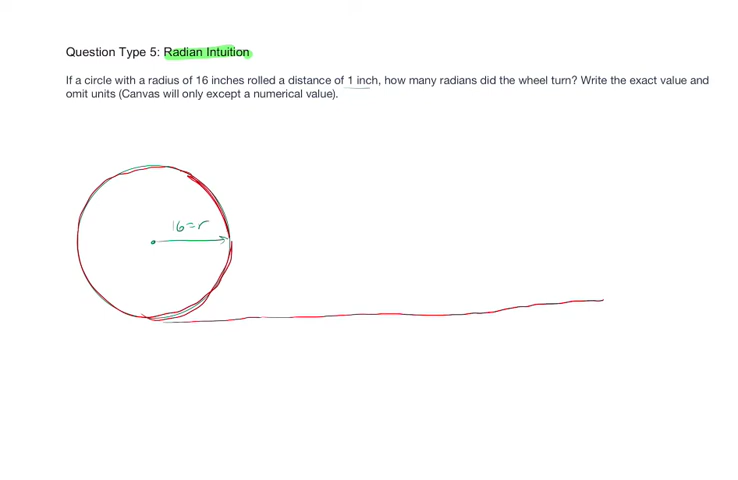 Question Type 5: Radian Intuition
If a circle with a radius of 16 inches rolled a distance of 1 inch, how many radians did the wheel turn? Write the exact value and
omit units (Canvas will only except a numerical value).
16=r